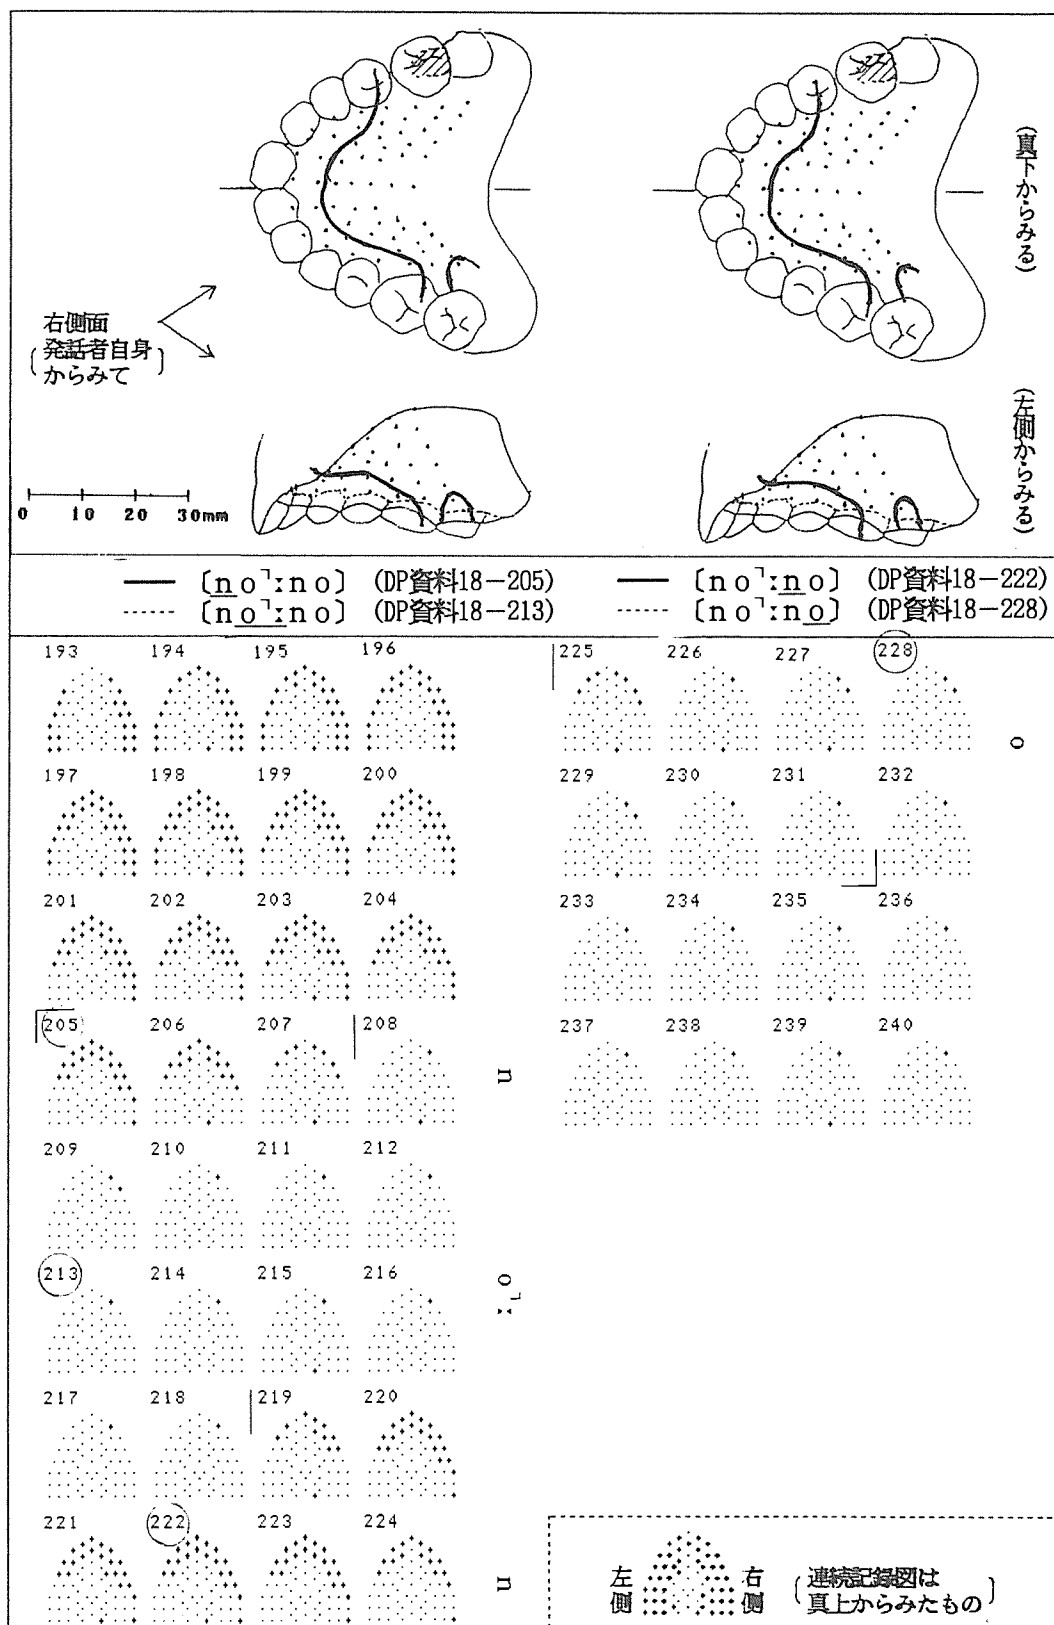 (真下からみる)
右側面
(発話者自身)
からみて
(左側からみる)
0 10 20 30mm
〔no˺:no〕 (DP資料18-205)
〔no˺:no〕 (DP資料18-213)
〔no˺:no〕 (DP資料18-222)
〔no˺:no〕 (DP資料18-228)
193 194 195 196
197 198 199 200
201 202 203 204
205 206 207 208
n
209 210 211 212
213 214 215 216
o˺:
217 218 219 220
221 222 223 224
n
225 226 227 228
o
229 230 231 232
233 234 235 236
237 238 239 240
左側 右側
(連続記録図は
真上からみたもの)